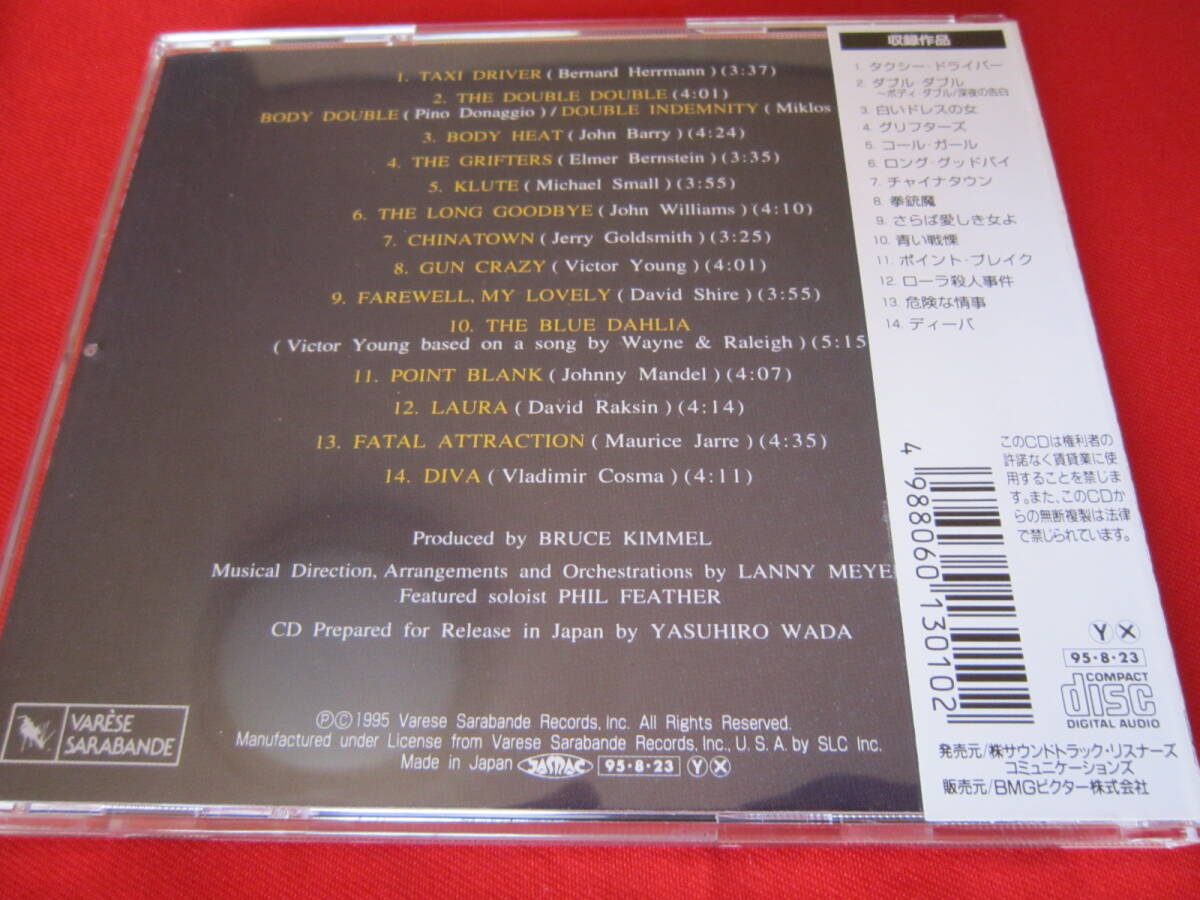 1. TAXI DRIVER ( Bernard Herrmann ) (3:37)
2. THE DOUBLE DOUBLE (4:01)
BODY DOUBLE ( Pino Donaggio ) / DOUBLE INDEMNITY ( Miklos
3. BODY HEAT ( John Barry ) (4:24)
4. THE GRIFTERS ( Elmer Bernstein ) (3:35)
5. KLUTE ( Michael Small ) (3:55)
6. THE LONG GOODBYE ( John Williams ) (4:10)
7. CHINATOWN ( Jerry Goldsmith ) (3:25)
8. GUN CRAZY ( Victor Young ) (4:01)
9. FAREWELL, MY LOVELY ( David Shire ) (3:55)
10. THE BLUE DAHLIA
( Victor Young based on a song by Wayne & Raleigh ) (5:15
11. POINT BLANK ( Johnny Mandel ) (4:07)
12. LAURA ( David Raksin ) (4:14)
13. FATAL ATTRACTION ( Maurice Jarre ) (4:35)
14. DIVA ( Vladimir Cosma ) (4:11)
Produced by BRUCE KIMMEL
Musical Direction, Arrangements and Orchestrations by LANNY MEYE
Featured soloist PHIL FEATHER
CD Prepared for Release in Japan by YASUHIRO WADA
VARÈSE
SARABANDE
ⓅⒸ1995 Varese Sarabande Records, Inc. All Rights Reserved.
Manufactured under License from Varese Sarabande Records, Inc., U. S. A. by SLC Inc.
Made in Japan JASRAC 95・8・23 Ⓨ Ⓧ
収録作品
1. タクシー・ドライバー
2. ダブル・ダブル
〜ボディ・ダブル/深夜の告白
3. 白いドレスの女
4. グリフターズ
5. コール・ガール
6. ロング・グッドバイ
7. チャイナタウン
8. 拳銃魔
9. さらば愛しき女よ
10. 青い戦慄
11. ポイント・ブレイク
12. ローラ殺人事件
13. 危険な情事
14. ディーバ
このCDは権利者の
許諾なく賃貸業に使
用することを禁じま
す。また、このCDか
らの無断複製は法律
で禁じられています。
4 988060 130102
Ⓨ Ⓧ
95・8・23
COMPACT
disc
DIGITAL AUDIO
発売元/株サウンドトラック・リスナーズ
コミュニケーションズ
販売元/BMGビクター株式会社